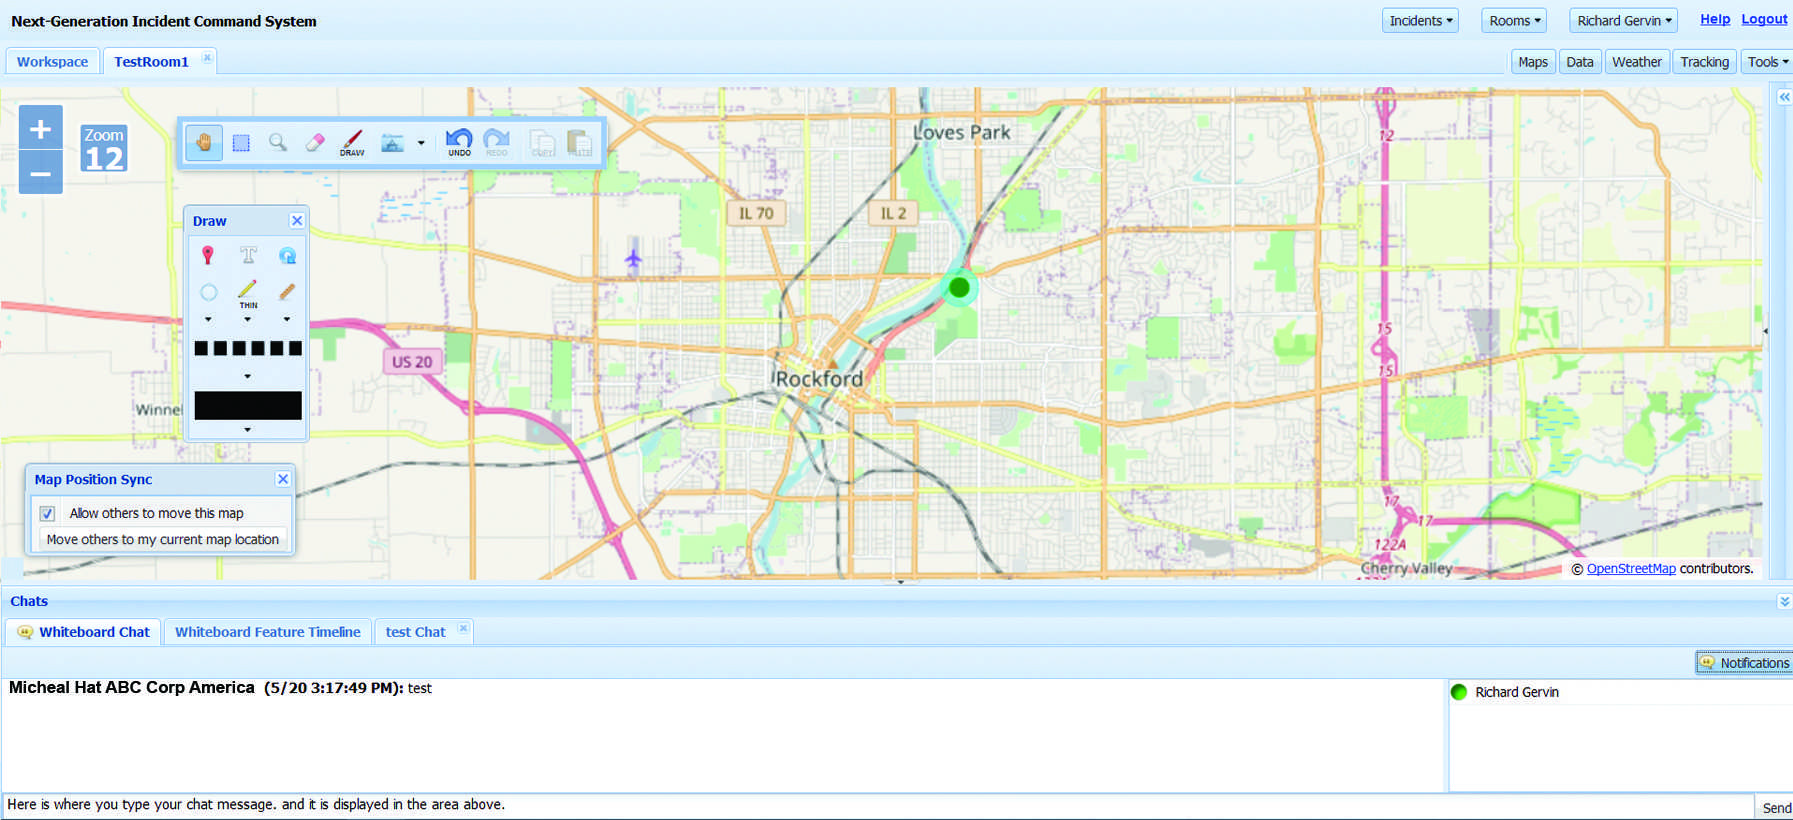 Next-Generation Incident Command System
Incidents Rooms Richard Gervin Help Logout
Workspace TestRoom1
Maps Data Weather Tracking Tools
Zoom
12
DRAW UNDO REDO COPY PASTE
Loves Park
12
IL 70 IL 2
Draw
T
THIN
15
US 20
15
Rockford
Winne
Map Position Sync
Allow others to move this map
Move others to my current map location
17
17
122A
Cherry Valley
© OpenStreetMap contributors.
Chats
Whiteboard Chat Whiteboard Feature Timeline test Chat
Notifications
Micheal Hat ABC Corp America (5/20 3:17:49 PM): test
Richard Gervin
Here is where you type your chat message. and it is displayed in the area above.
Send